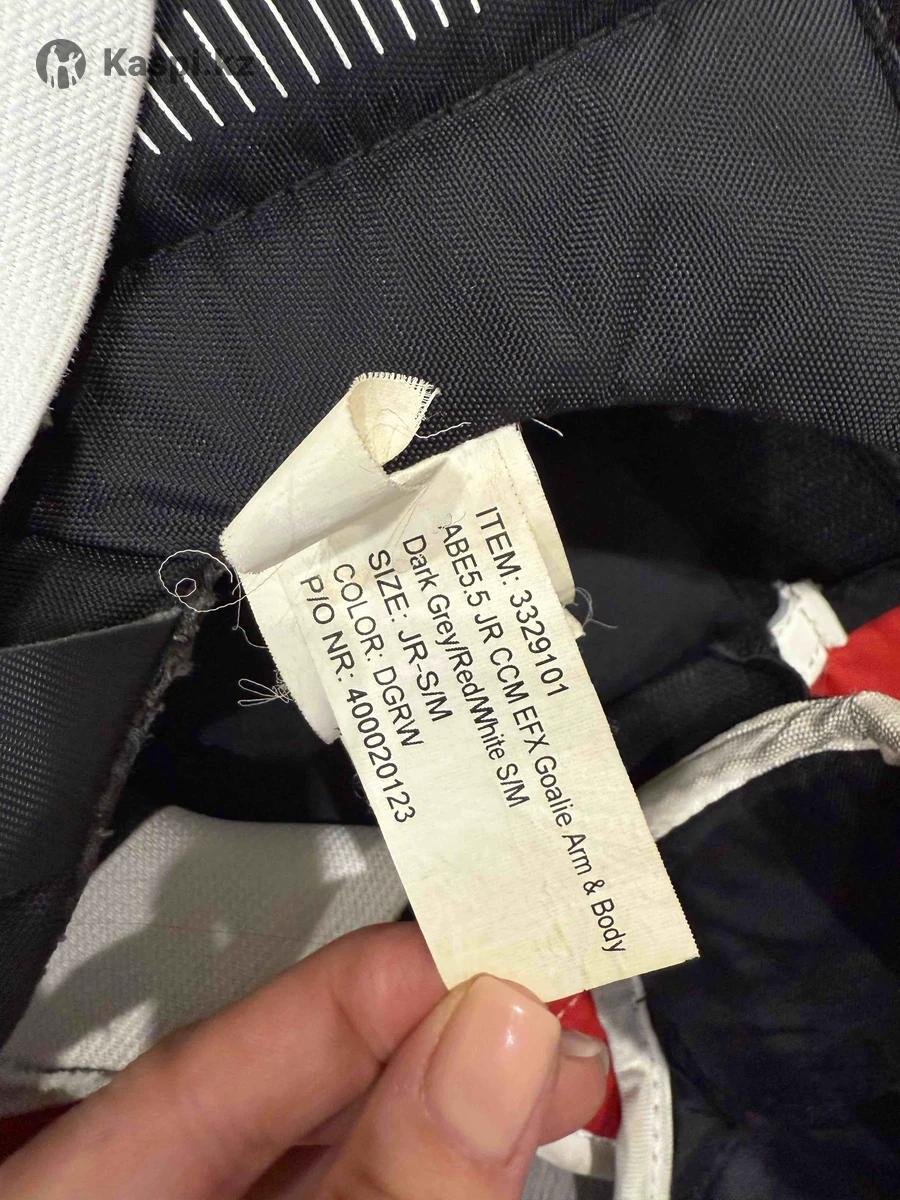 Kaspi.kz
ITEM: 3329101
ABE5.5 JR CCM EFX Goalie Arm & Body
Dark Grey/Red/White S/M
SIZE: JR-S/M
COLOR: DGRW
P/O NR: 400020123